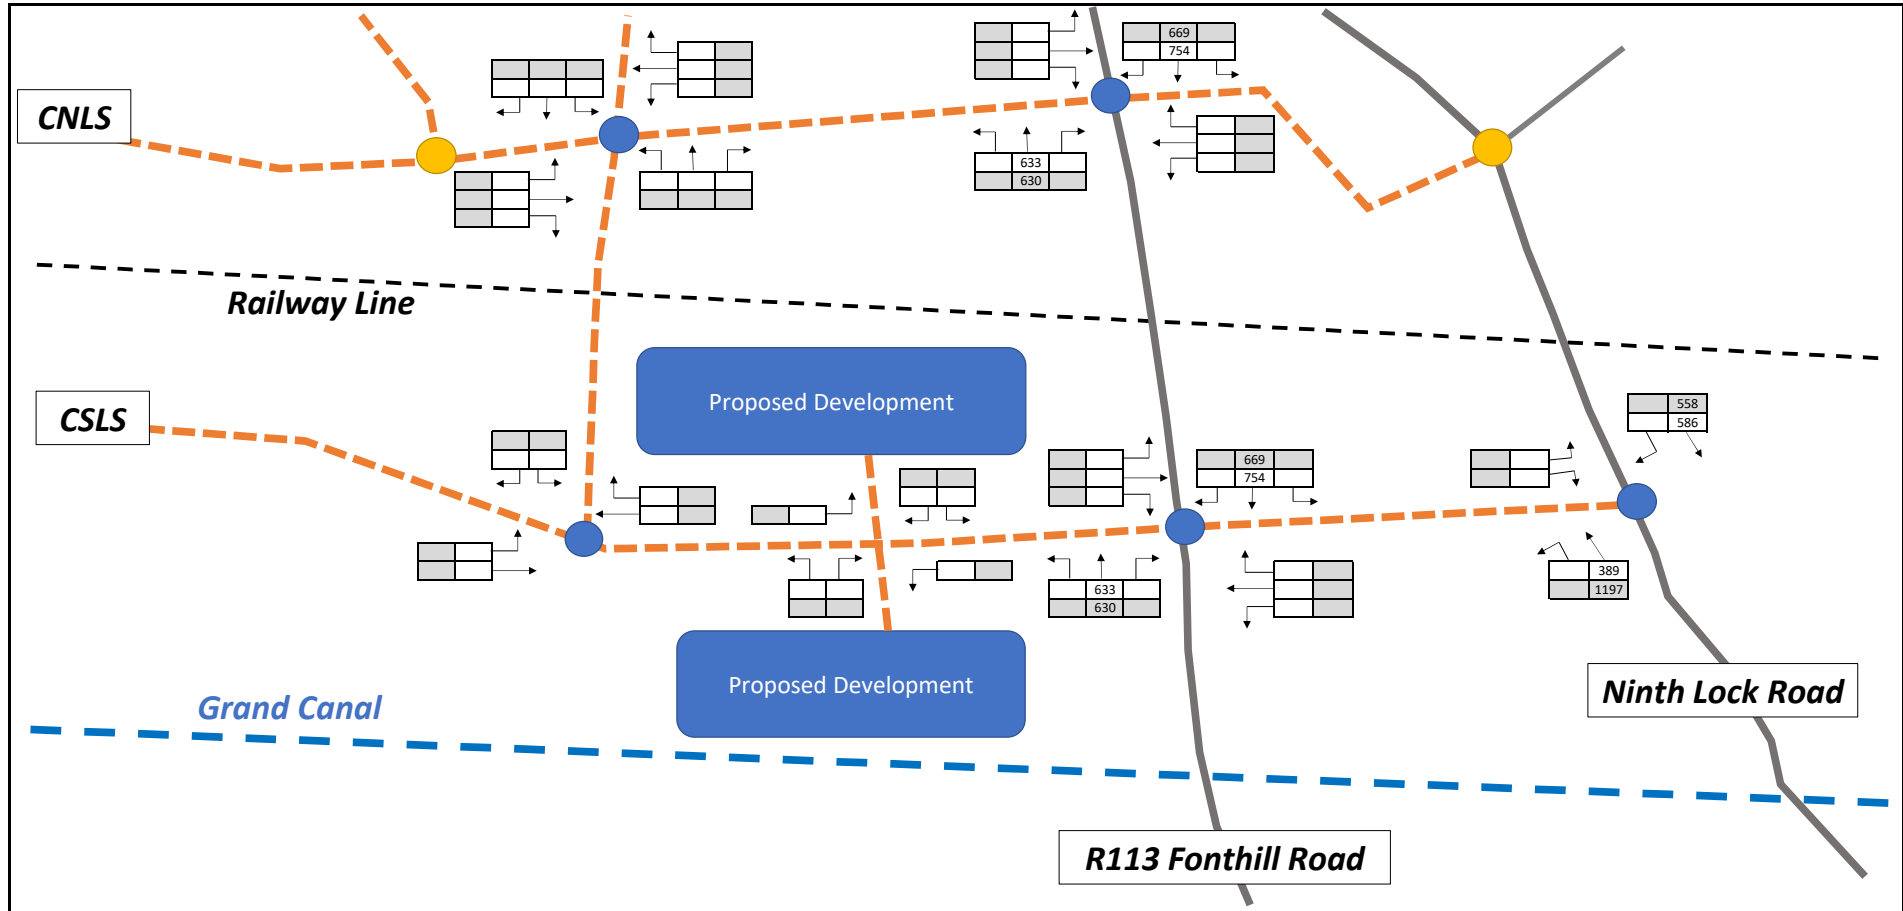 669
754
CNLS
633
630
Railway Line
Proposed Development
CSLS
558
586
669
754
633
630
389
1197
Proposed Development
Ninth Lock Road
Grand Canal
R113 Fonthill Road